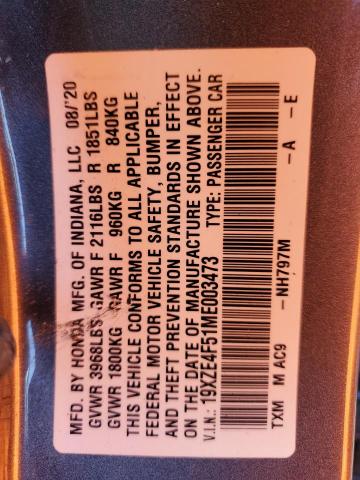 MFD. BY HONDA MFG. OF INDIANA, LLC 08/'20
GVWR 3968LBS GAWR F 2116LBS R 1851LBS
GVWR 1800KG GAWR F 960KG R 840KG
THIS VEHICLE CONFORMS TO ALL APPLICABLE
FEDERAL MOTOR VEHICLE SAFETY, BUMPER,
AND THEFT PREVENTION STANDARDS IN EFFECT
ON THE DATE OF MANUFACTURE SHOWN ABOVE.
V.I.N.: 19XZE4F51ME003473 TYPE: PASSENGER CAR
TXM M AC9 -NH797M -A -E